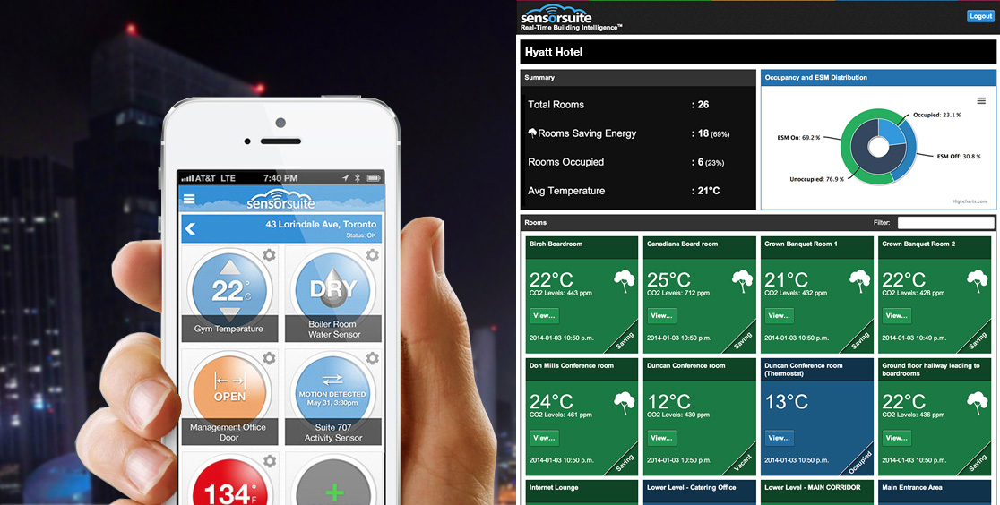 AT&T LTE 7:40 PM
sensorsuite
43 Lorindale Ave, Toronto
Status: OK
22°C
Gym Temperature
DRY
Boiler Room
Water Sensor
OPEN
Management Office
Door
MOTION DETECTED
May 31, 3:30pm
Suite 707
Activity Sensor
134°F
+
sensorsuite
Real-Time Building Intelligence™
Logout
Hyatt Hotel
Summary
Total Rooms : 26
Rooms Saving Energy : 18 (69%)
Rooms Occupied : 6 (23%)
Avg Temperature : 21°C
Occupancy and ESM Distribution
Occupied: 23.1 %
ESM On: 69.2 %
ESM Off: 30.8 %
Unoccupied: 76.9 %
Highcharts.com
Rooms Filter:
Birch Boardroom
22°C
CO2 Levels: 443 ppm
View...
2014-01-03 10:50 p.m.
Saving
Canadiana Board room
25°C
CO2 Levels: 712 ppm
View...
2014-01-03 10:50 p.m.
Saving
Crown Banquet Room 1
21°C
CO2 Levels: 432 ppm
View...
2014-01-03 10:50 p.m.
Saving
Crown Banquet Room 2
22°C
CO2 Levels: 428 ppm
View...
2014-01-03 10:49 p.m.
Saving
Don Mills Conference room
24°C
CO2 Levels: 461 ppm
View...
2014-01-03 10:50 p.m.
Saving
Duncan Conference room
12°C
CO2 Levels: 430 ppm
View...
2014-01-03 10:50 p.m.
Vacant
Duncan Conference room
(Thermostat)
13°C
View...
2014-01-03 10:50 p.m.
Occupied
Ground floor hallway leading to
boardrooms
22°C
CO2 Levels: 436 ppm
View...
2014-01-03 10:50 p.m.
Saving
Internet Lounge
Lower Level - Catering Office
Lower Level - MAIN CORRIDOR
Main Entrance Area